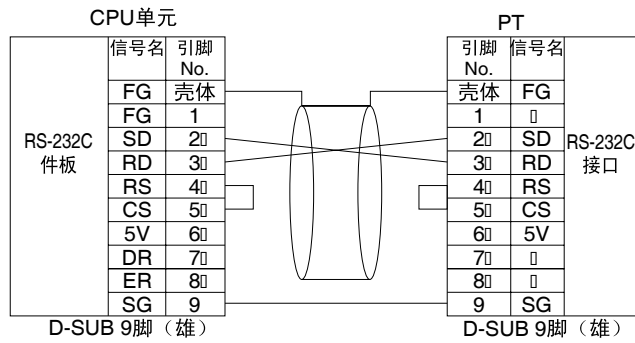 CPU单元 PT
信号名 引脚 No. 引脚 No. 信号名
FG 壳体 壳体 FG
FG 1 1
SD 2 2 SD
RS-232C 件板 RD 3 3 RD RS-232C 接口
RS 4 4 RS
CS 5 5 CS
5V 6 6 5V
DR 7 7
ER 8 8
SG 9 9 SG
D-SUB 9脚（雄） D-SUB 9脚（雄）